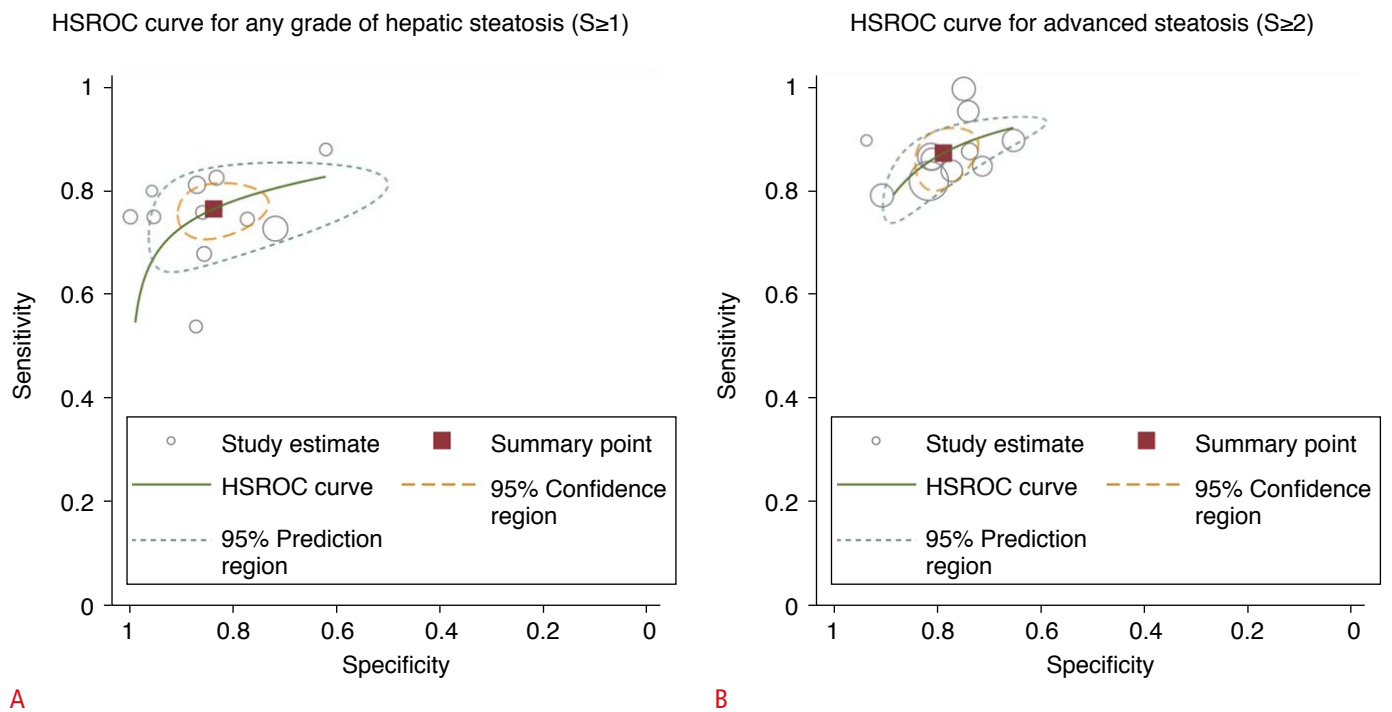 HSROC curve for any grade of hepatic steatosis (S≥1)
1
0.8
0.6
0.4
0.2
0
Sensitivity
Study estimate
Summary point
HSROC curve
95% Confidence
region
95% Prediction
region
1
0.8
0.6
0.4
0.2
0
Specificity
A
HSROC curve for advanced steatosis (S≥2)
1
0.8
0.6
0.4
0.2
0
Sensitivity
Study estimate
Summary point
HSROC curve
95% Confidence
region
95% Prediction
region
1
0.8
0.6
0.4
0.2
0
Specificity
B